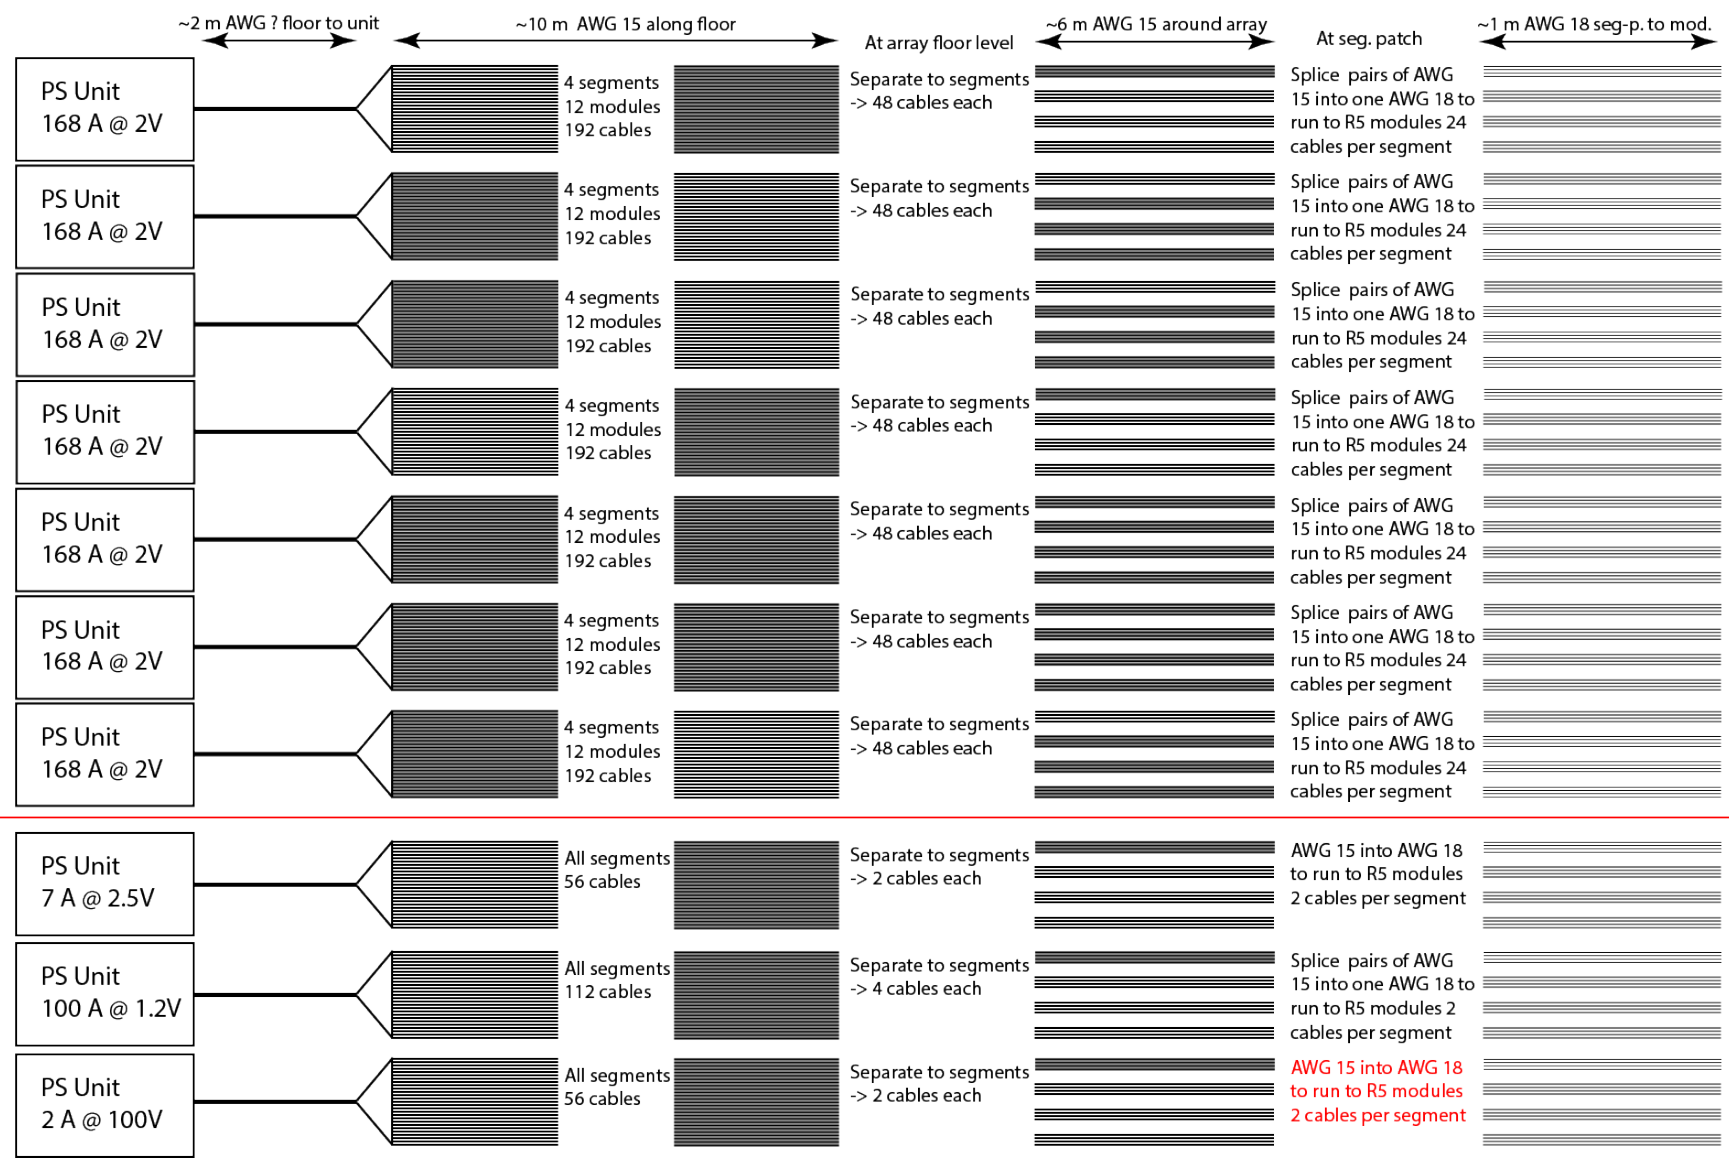 ~2 m AWG ? floor to unit
~10 m  AWG 15 along floor
At array floor level
~6 m AWG 15 around array
At seg. patch
~1 m AWG 18 seg-p. to mod.
PS Unit
168 A @ 2V
4 segments
12 modules
192 cables
Separate to segments
-> 48 cables each
Splice  pairs of AWG
15 into one AWG 18 to
run to R5 modules 24
cables per segment
PS Unit
168 A @ 2V
4 segments
12 modules
192 cables
Separate to segments
-> 48 cables each
Splice  pairs of AWG
15 into one AWG 18 to
run to R5 modules 24
cables per segment
PS Unit
168 A @ 2V
4 segments
12 modules
192 cables
Separate to segments
-> 48 cables each
Splice  pairs of AWG
15 into one AWG 18 to
run to R5 modules 24
cables per segment
PS Unit
168 A @ 2V
4 segments
12 modules
192 cables
Separate to segments
-> 48 cables each
Splice  pairs of AWG
15 into one AWG 18 to
run to R5 modules 24
cables per segment
PS Unit
168 A @ 2V
4 segments
12 modules
192 cables
Separate to segments
-> 48 cables each
Splice  pairs of AWG
15 into one AWG 18 to
run to R5 modules 24
cables per segment
PS Unit
168 A @ 2V
4 segments
12 modules
192 cables
Separate to segments
-> 48 cables each
Splice  pairs of AWG
15 into one AWG 18 to
run to R5 modules 24
cables per segment
PS Unit
168 A @ 2V
4 segments
12 modules
192 cables
Separate to segments
-> 48 cables each
Splice  pairs of AWG
15 into one AWG 18 to
run to R5 modules 24
cables per segment
PS Unit
7 A @ 2.5V
All segments
56 cables
Separate to segments
-> 2 cables each
AWG 15 into AWG 18
to run to R5 modules
2 cables per segment
PS Unit
100 A @ 1.2V
All segments
112 cables
Separate to segments
-> 4 cables each
Splice  pairs of AWG
15 into one AWG 18 to
run to R5 modules 2
cables per segment
PS Unit
2 A @ 100V
All segments
56 cables
Separate to segments
-> 2 cables each
AWG 15 into AWG 18
to run to R5 modules
2 cables per segment